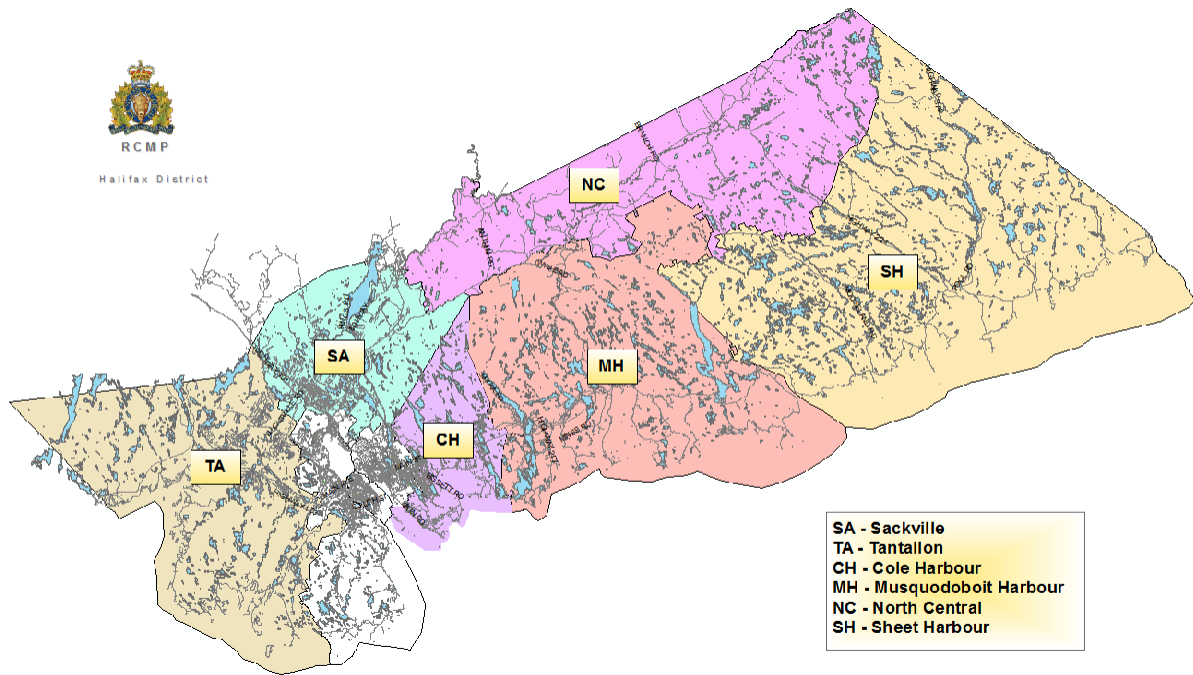 RCMP
Halifax District
NC
SH
SA
MH
CH
TA
SA - Sackville
TA - Tantallon
CH - Cole Harbour
MH - Musquodoboit Harbour
NC - North Central
SH - Sheet Harbour